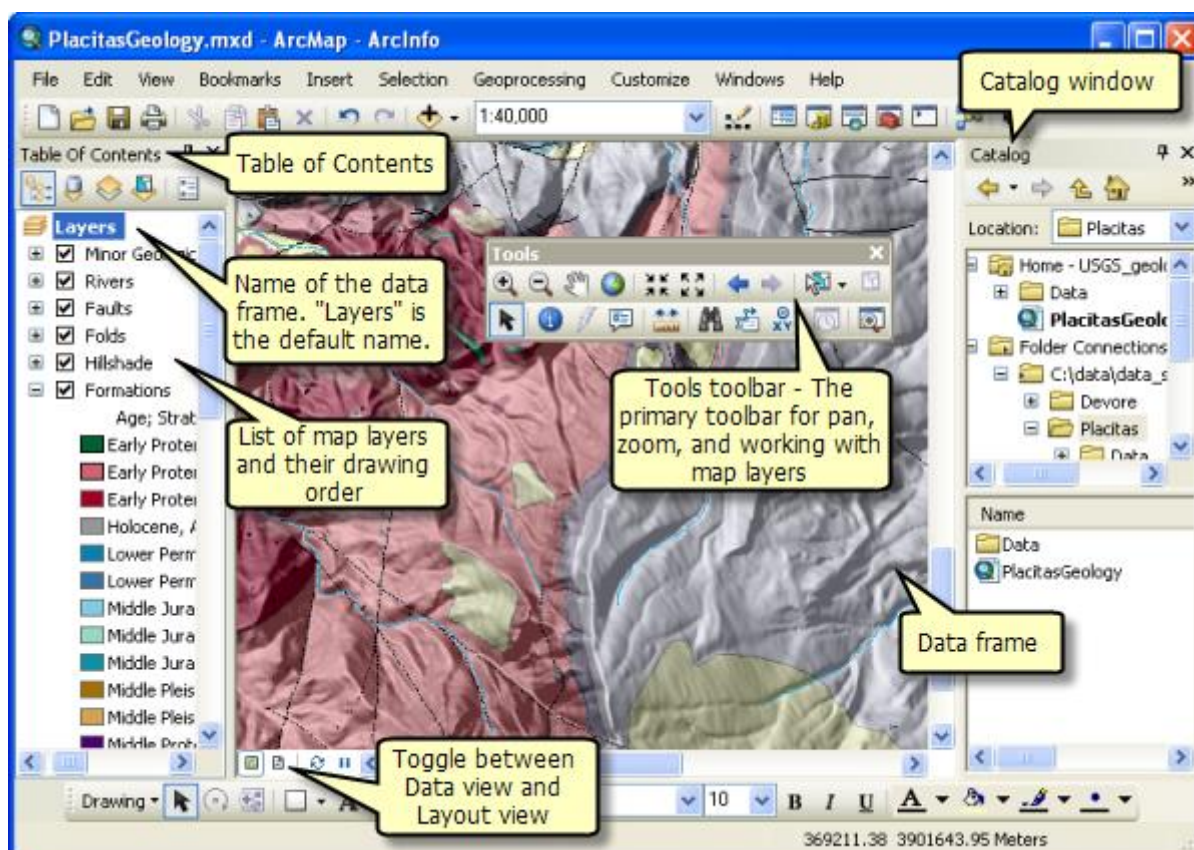 PlacitasGeology.mxd - ArcMap - ArcInfo
File Edit View Bookmarks Insert Selection Geoprocessing Customize Windows Help
Catalog window
1:40,000
Table Of Contents
Table of Contents
Catalog
Layers
Location: Placitas
Minor Geologic
Rivers
Faults
Folds
Hillshade
Formations
Age; Strat
Early Proter
Early Proter
Early Proter
Holocene, A
Lower Perm
Lower Perm
Middle Jura
Middle Jura
Middle Jura
Middle Pleis
Middle Pleis
Middle Prote
Name of the data
frame. "Layers" is
the default name.
List of map layers
and their drawing
order
Tools
XY
Tools toolbar - The
primary toolbar for pan,
zoom, and working with
map layers
Home - USGS_geol
Data
PlacitasGeolo
Folder Connections
C:\data\data_s
Devore
Placitas
Data
Name
Data
PlacitasGeology
Data frame
Toggle between
Data view and
Layout view
Drawing A 10 B I U A
369211.38 3901643.95 Meters